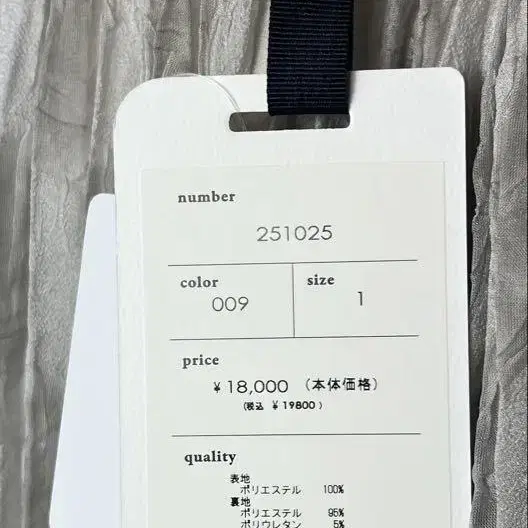 number
251025
color size
009 1
price
¥18,000 (本体価格)
(税込 ¥19800)
quality
表地
ポリエステル 100%
裏地
ポリエステル 95%
ポリウレタン 5%